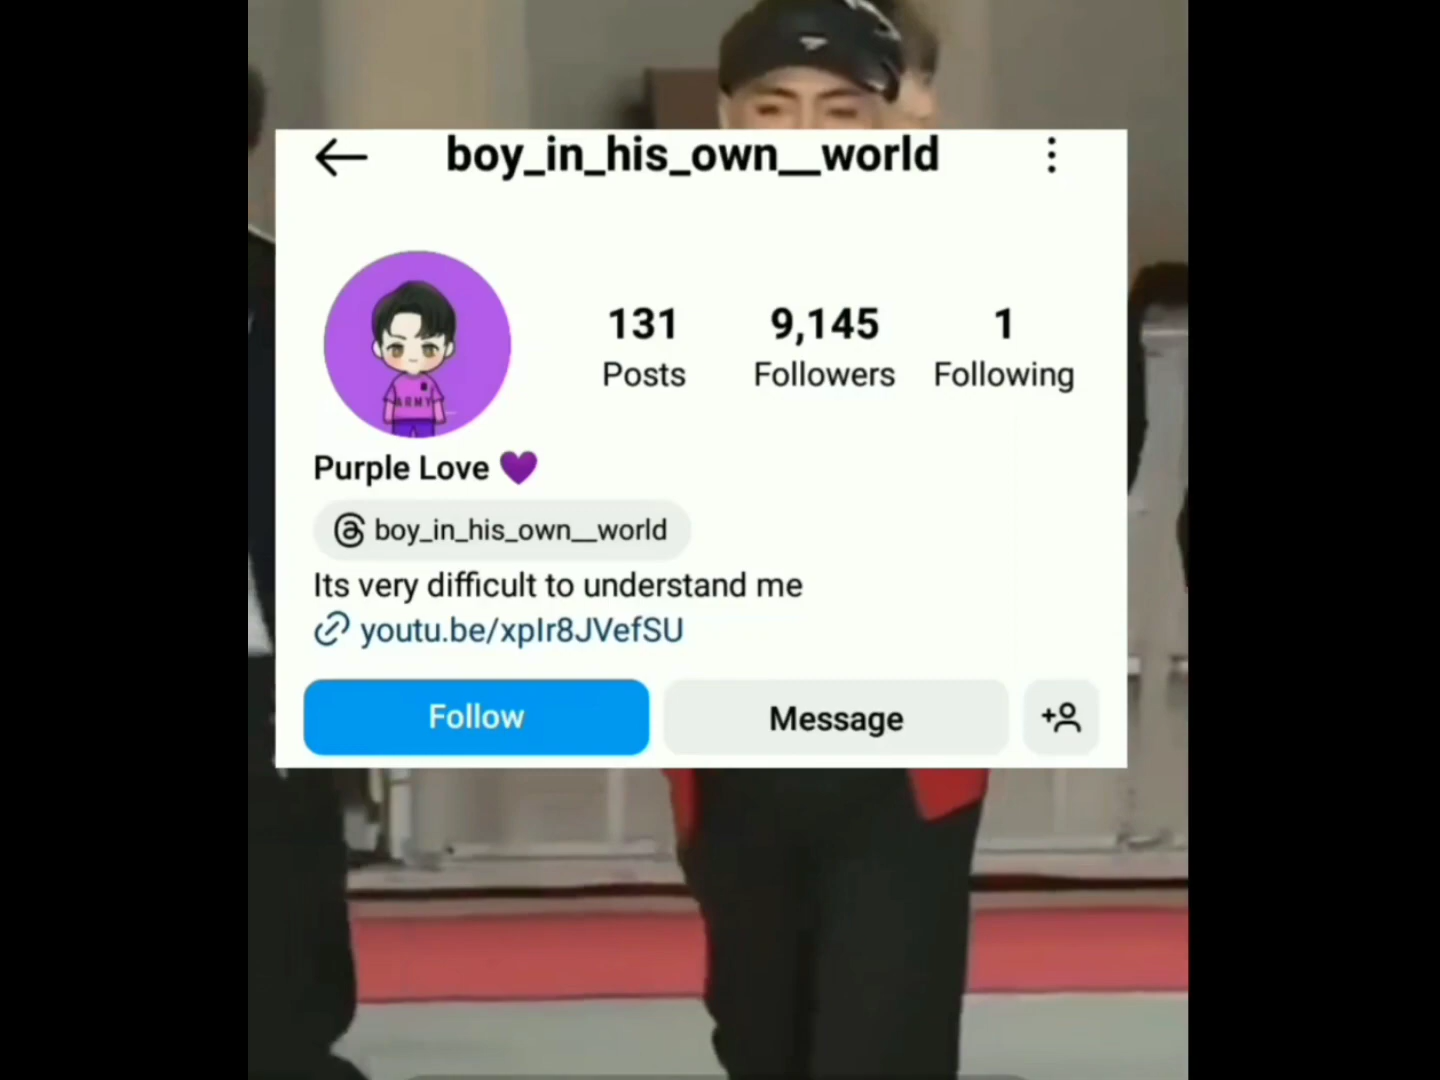 boy_in_his_own__world
131
9,145
1
Posts
Followers
Following
ARMY
Purple Love 💜
boy_in_his_own__world
Its very difficult to understand me
youtu.be/xpIr8JVefSU
Follow
Message